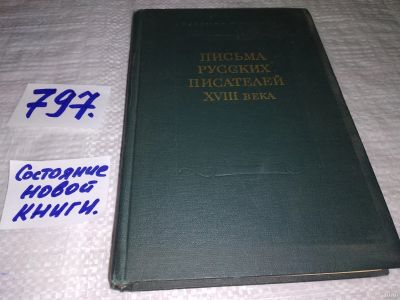 797.
Состояние
новой
книги.
ПИСЬМА
РУССКИХ
ПИСАТЕЛЕЙ
XVIII ВЕКА